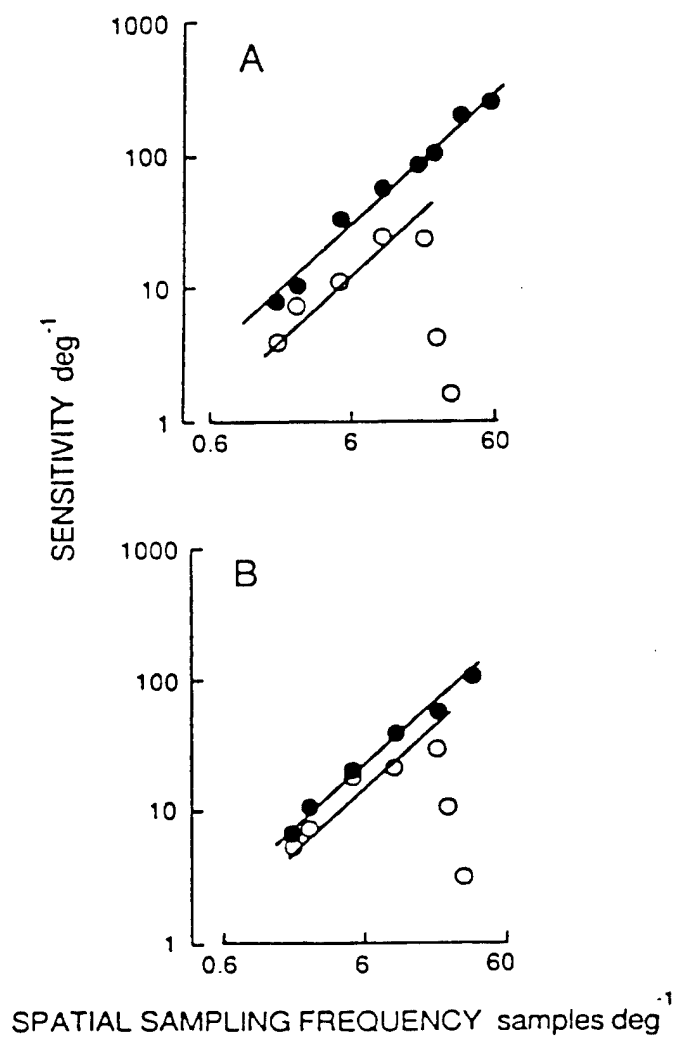 1000
A
100
10
1
0.6 6 60
SENSITIVITY deg-1
1000
B
100
10
1
0.6 6 60
SPATIAL SAMPLING FREQUENCY samples deg-1